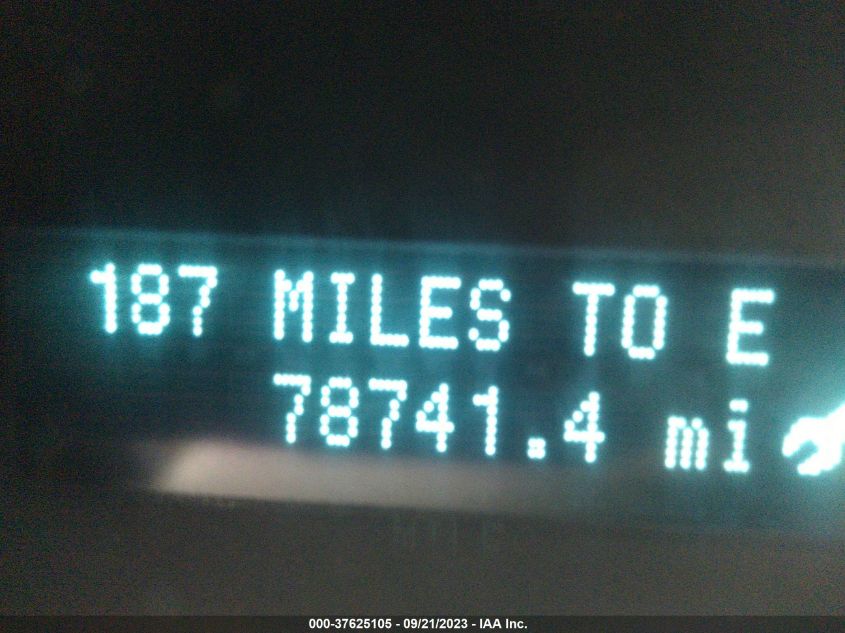 187 MILES TO E
78741.4 mi
000-37625105 - 09/21/2023 - IAA Inc.